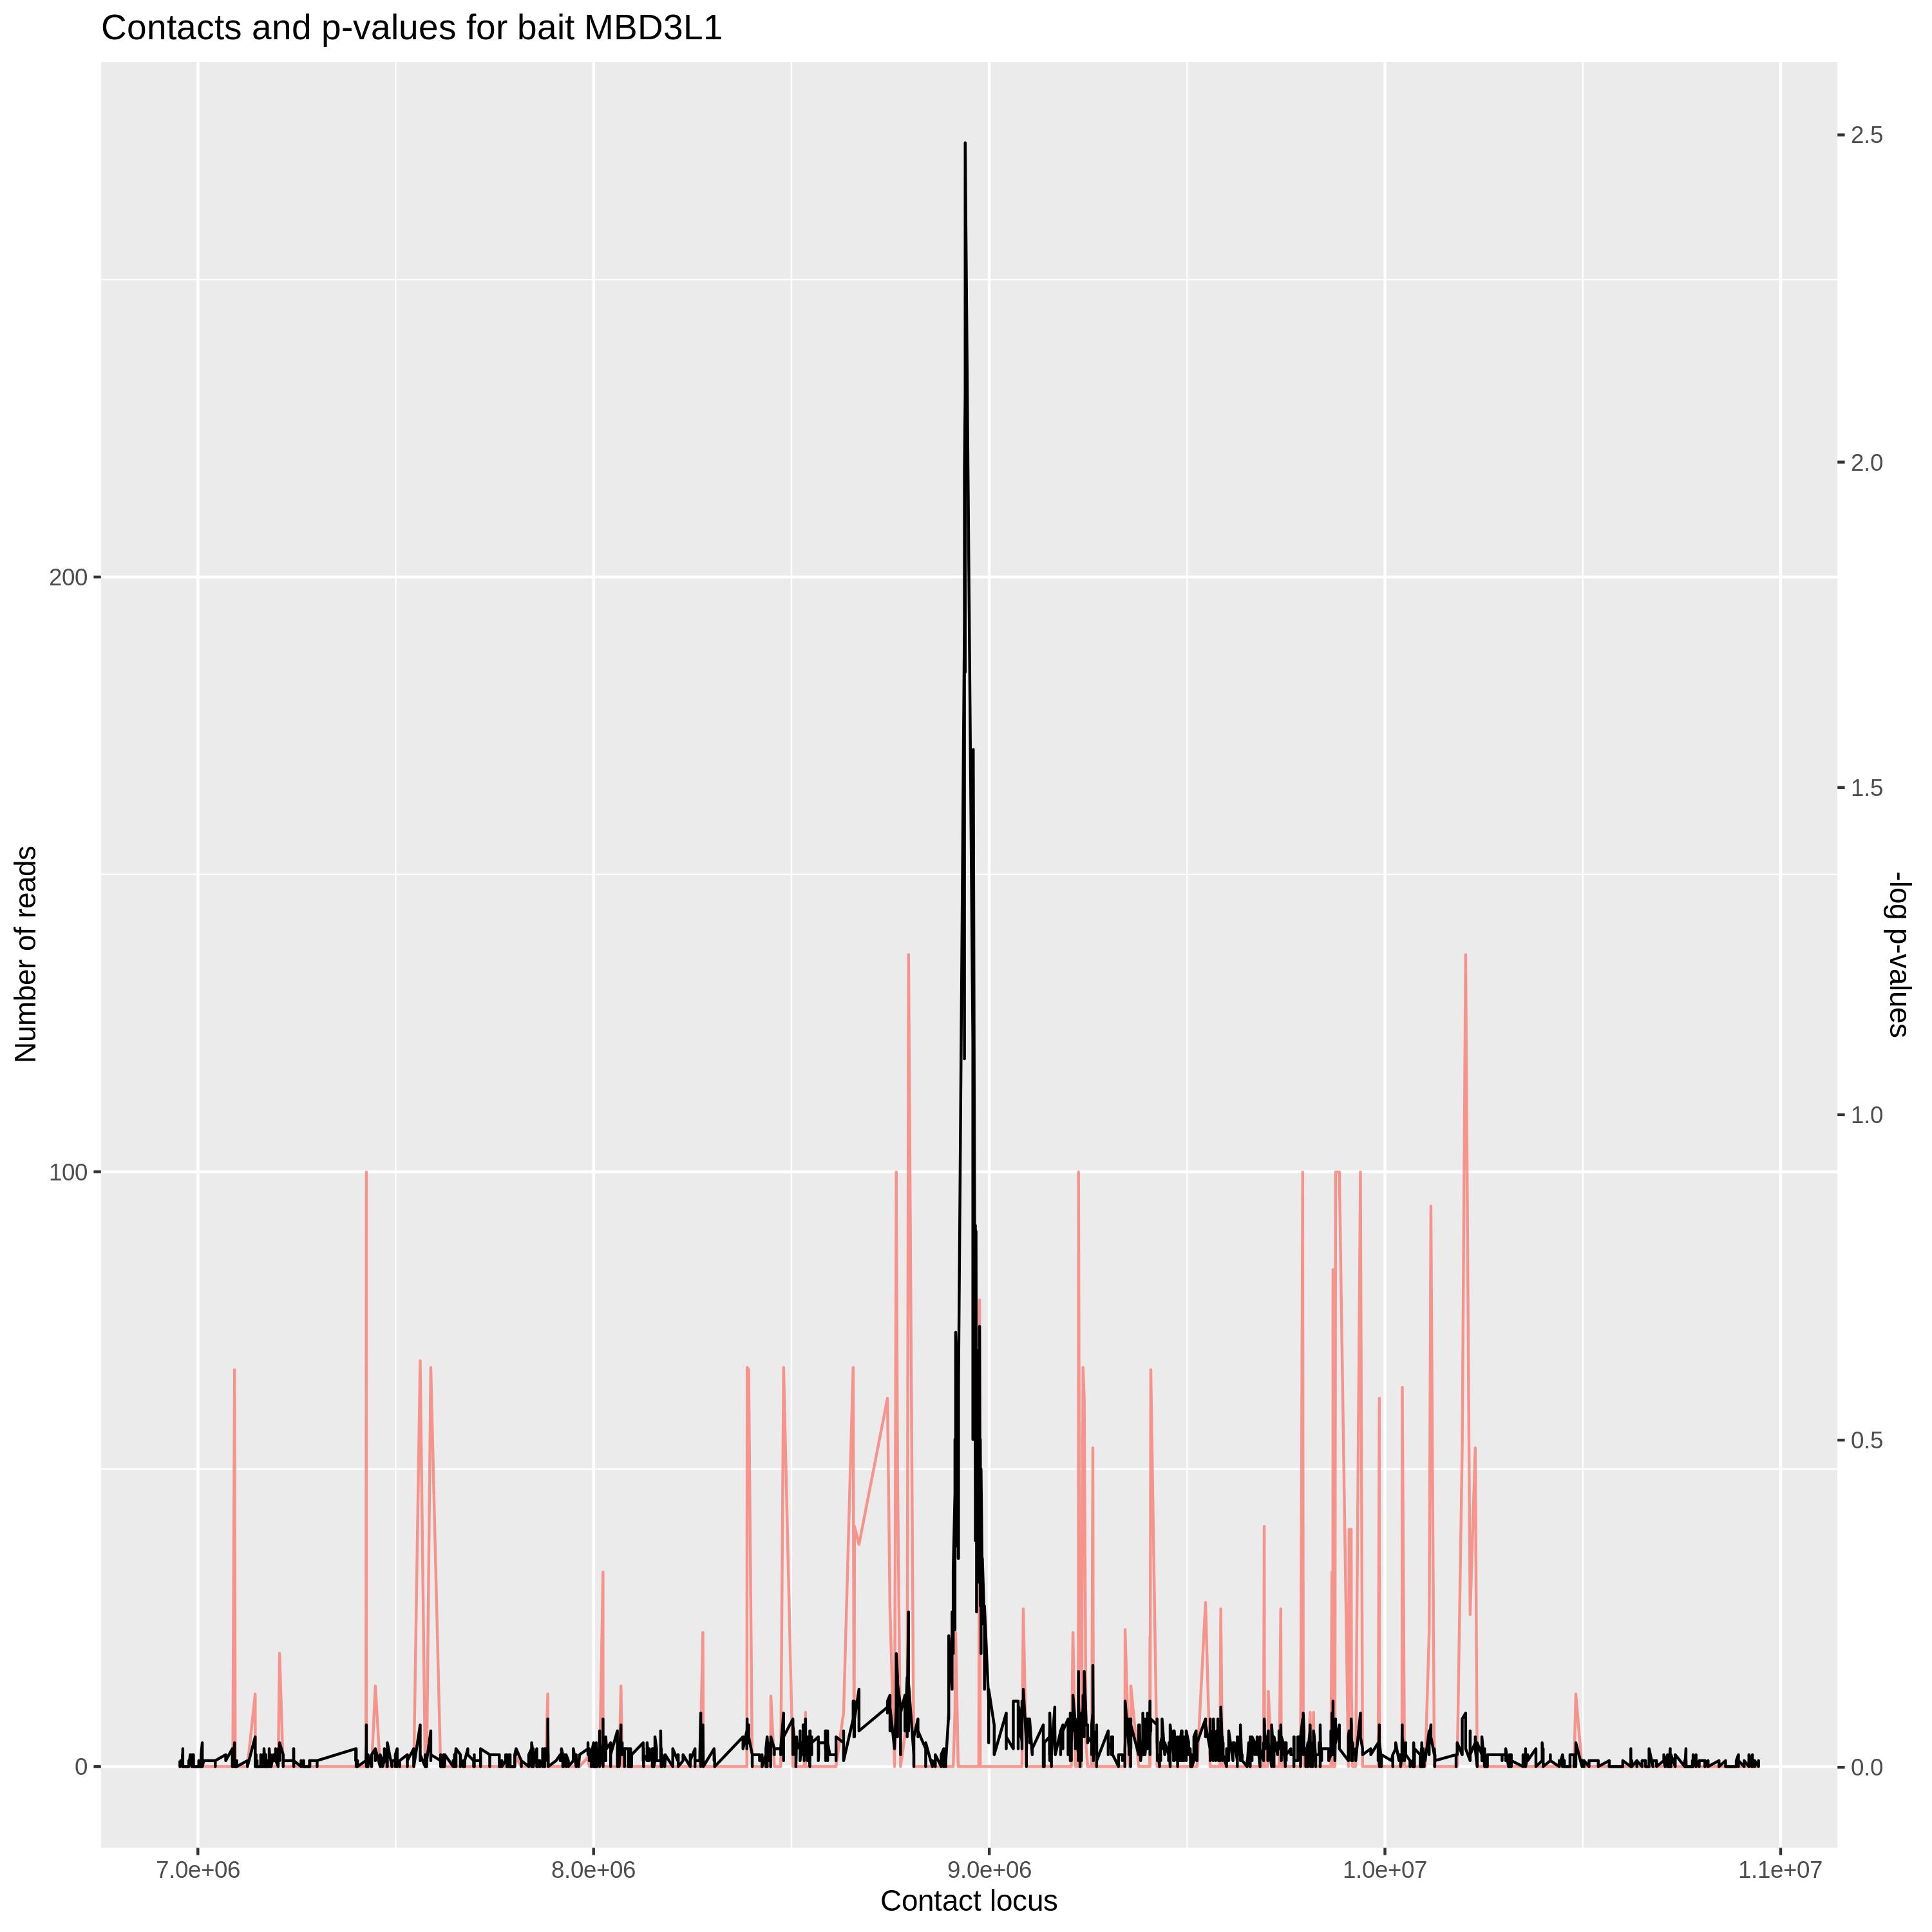 Contacts and p-values for bait MBD3L1
2.5
2.0
200
1.5
Number of reads
-log p-values
1.0
100
0.5
0
0.0
7.0e+06 8.0e+06 9.0e+06 1.0e+07 1.1e+07
Contact locus